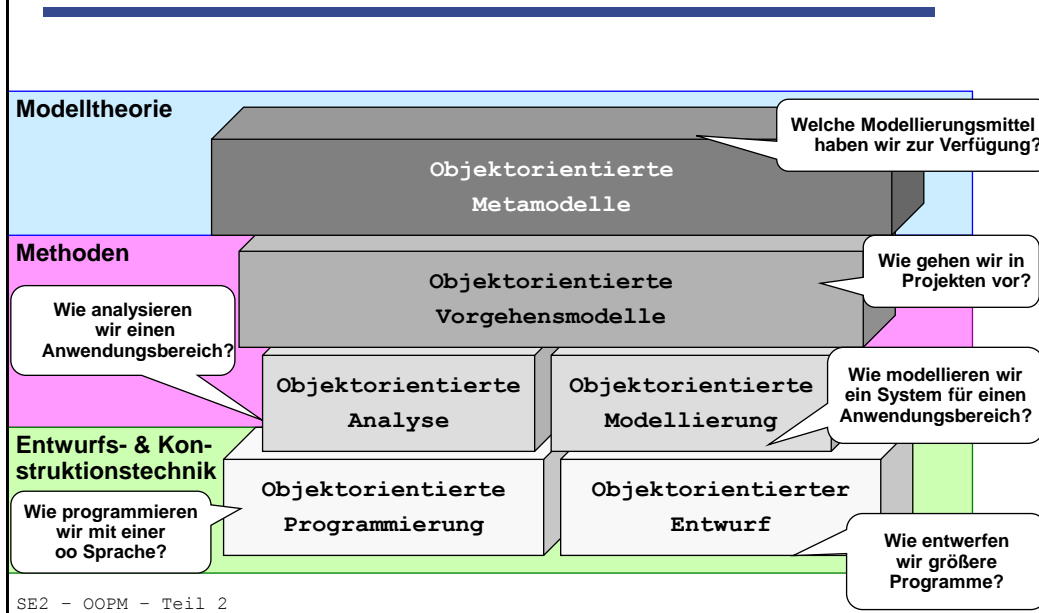 Modelltheorie
Welche Modellierungsmittel
haben wir zur Verfügung?
Objektorientierte
Metamodelle
Methoden
Wie gehen wir in
Projekten vor?
Objektorientierte
Vorgehensmodelle
Wie analysieren
wir einen
Anwendungsbereich?
Objektorientierte
Analyse
Objektorientierte
Modellierung
Wie modellieren wir
ein System für einen
Anwendungsbereich?
Entwurfs- & Kon-
struktionstechnik
Objektorientierte
Programmierung
Objektorientierter
Entwurf
Wie programmieren
wir mit einer
oo Sprache?
Wie entwerfen
wir größere
Programme?
SE2 - OOPM - Teil 2